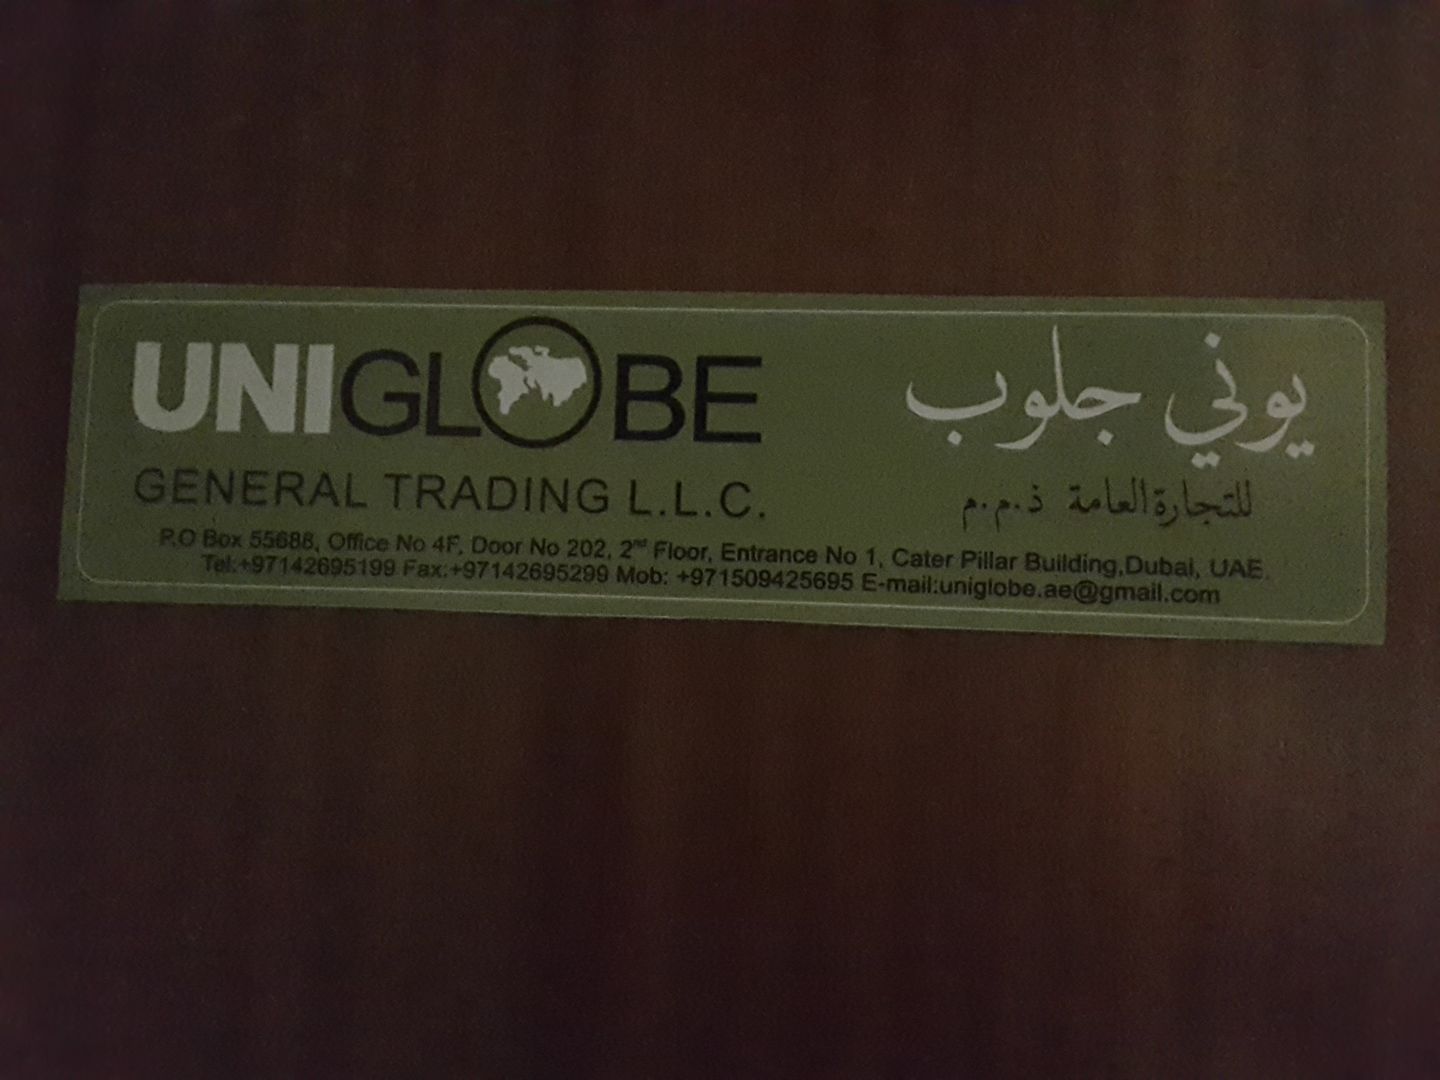 UNIGLOBE
GENERAL TRADING L.L.C.
يوني جلوب
للتجارة العامة ذ.م.م
P.O Box 55688, Office No 4F, Door No 202, 2nd Floor, Entrance No 1, Cater Pillar Building,Dubai, UAE.
Tel:+97142695199 Fax:+97142695299 Mob: +971509425695 E-mail:uniglobe.ae@gmail.com